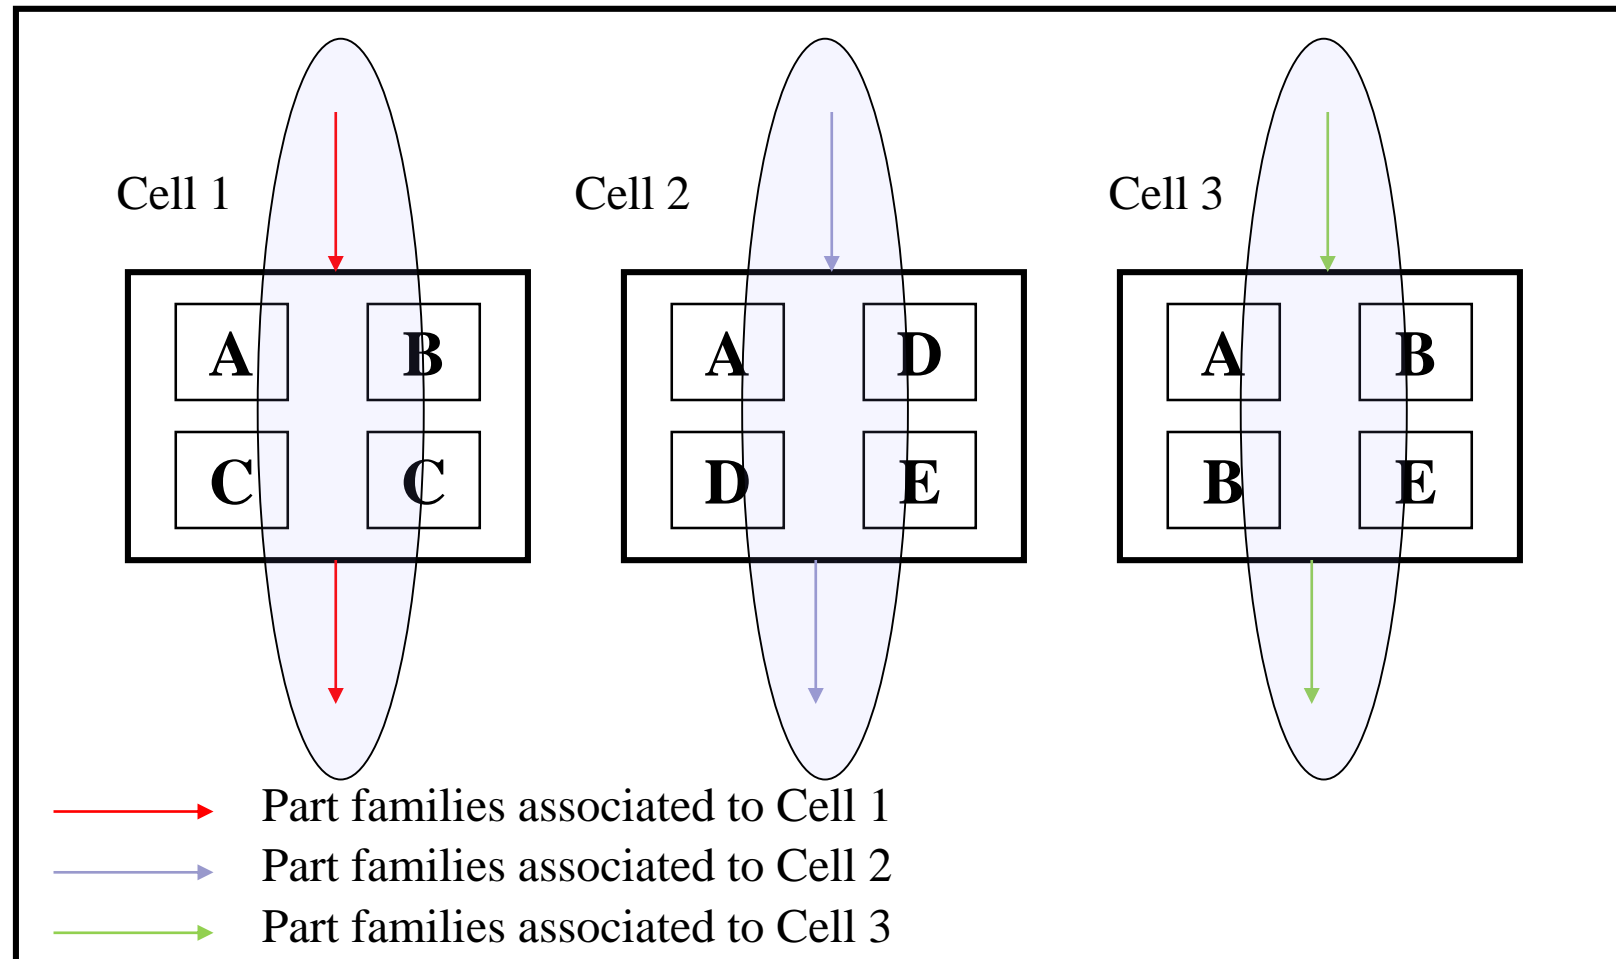 Cell 1 Cell 2 Cell 3
A B A D A B
C C D E B E
Part families associated to Cell 1
Part families associated to Cell 2
Part families associated to Cell 3